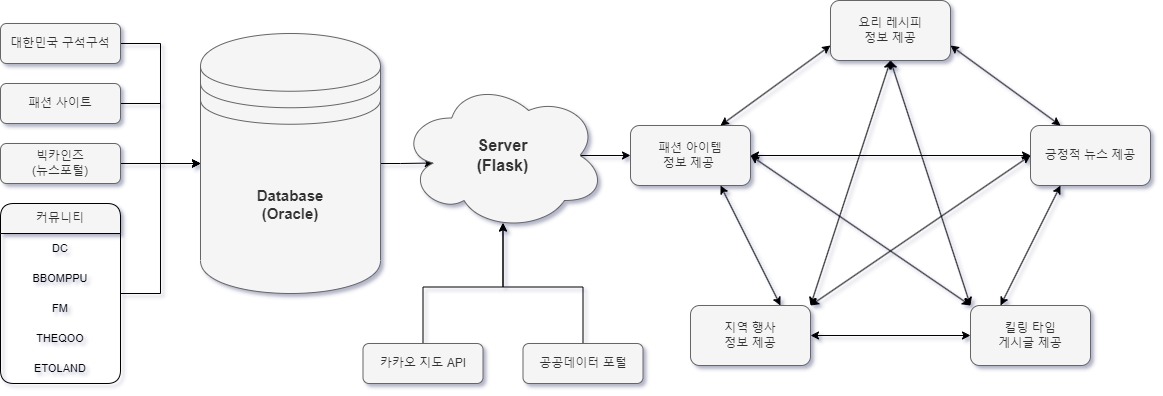 대한민국 구석구석
패션 사이트
빅카인즈
(뉴스포털)
커뮤니티
DC
BBOMPPU
FM
THEQOO
ETOLAND
Database
(Oracle)
Server
(Flask)
카카오 지도 API
공공데이터 포털
요리 레시피
정보 제공
패션 아이템
정보 제공
긍정적 뉴스 제공
지역 행사
정보 제공
킬링 타임
게시글 제공